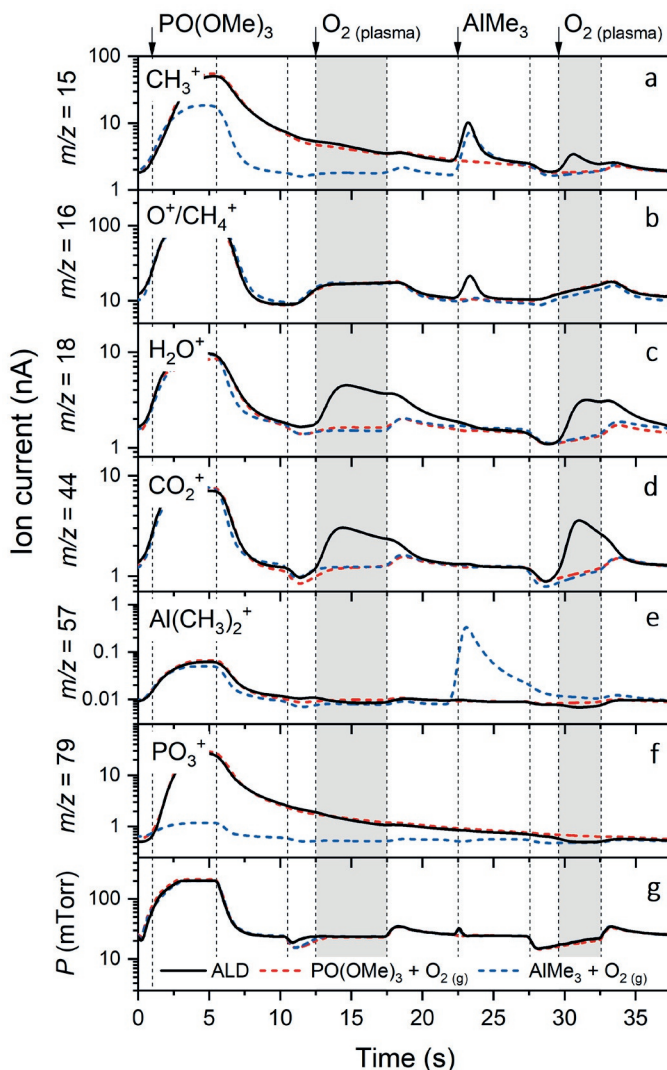 PO(OMe)3 O2 (plasma) AlMe3 O2 (plasma)
100
10
1
m/z = 15
CH3+
a
100
10
m/z = 16
O+/CH4+
b
10
1
m/z = 18
H2O+
c
10
1
m/z = 44
CO2+
d
1
0.1
0.01
m/z = 57
Al(CH3)2+
e
10
1
m/z = 79
PO3+
f
100
10
P (mTorr)
g
Ion current (nA)
ALD PO(OMe)3 + O2 (g) AlMe3 + O2 (g)
0 5 10 15 20 25 30 35
Time (s)